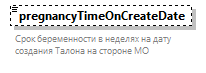 pregnancyTimeOnCreateDate
Срок беременности в неделях на дату
создания Талона на стороне МО